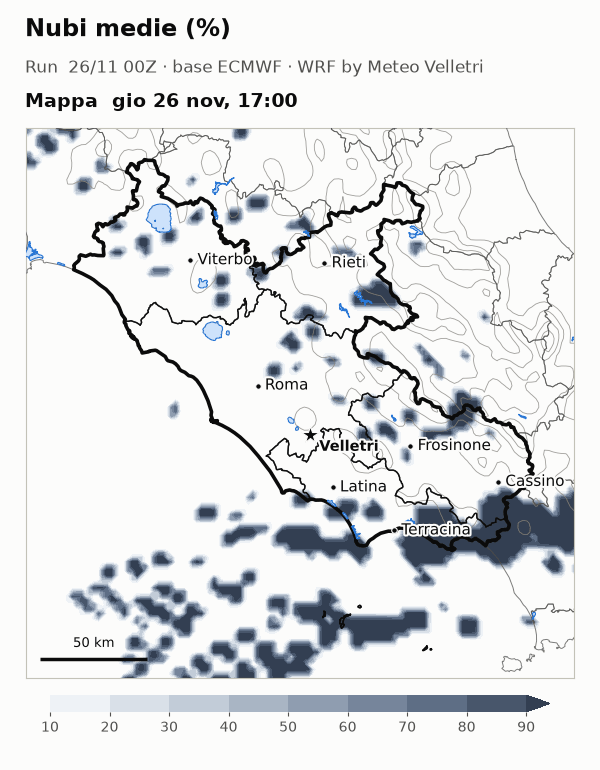 Nubi medie (%)
Run  26/11 00Z · base ECMWF · WRF by Meteo Velletri
Mappa  gio 26 nov, 17:00
Viterbo
Rieti
Roma
Velletri
Frosinone
Cassino
Latina
Terracina
50 km
10 20 30 40 50 60 70 80 90